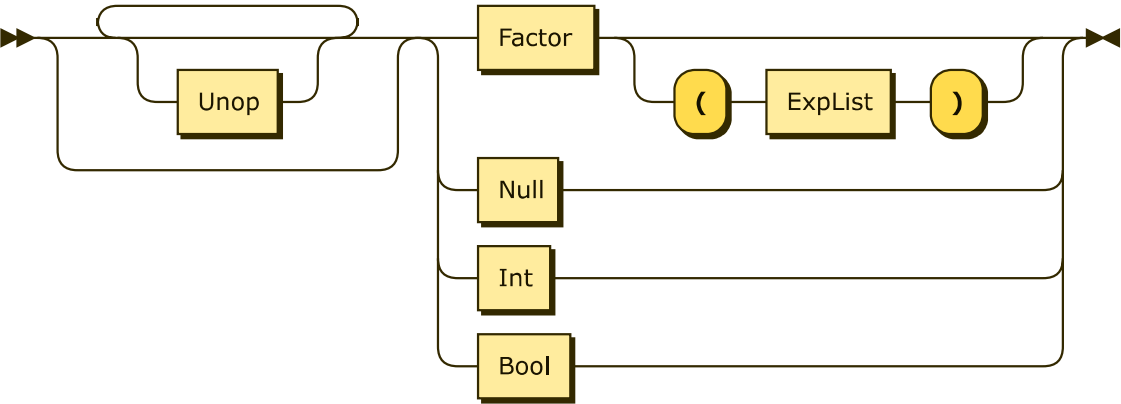 Factor
Unop
( ExpList )
Null
Int
Bool